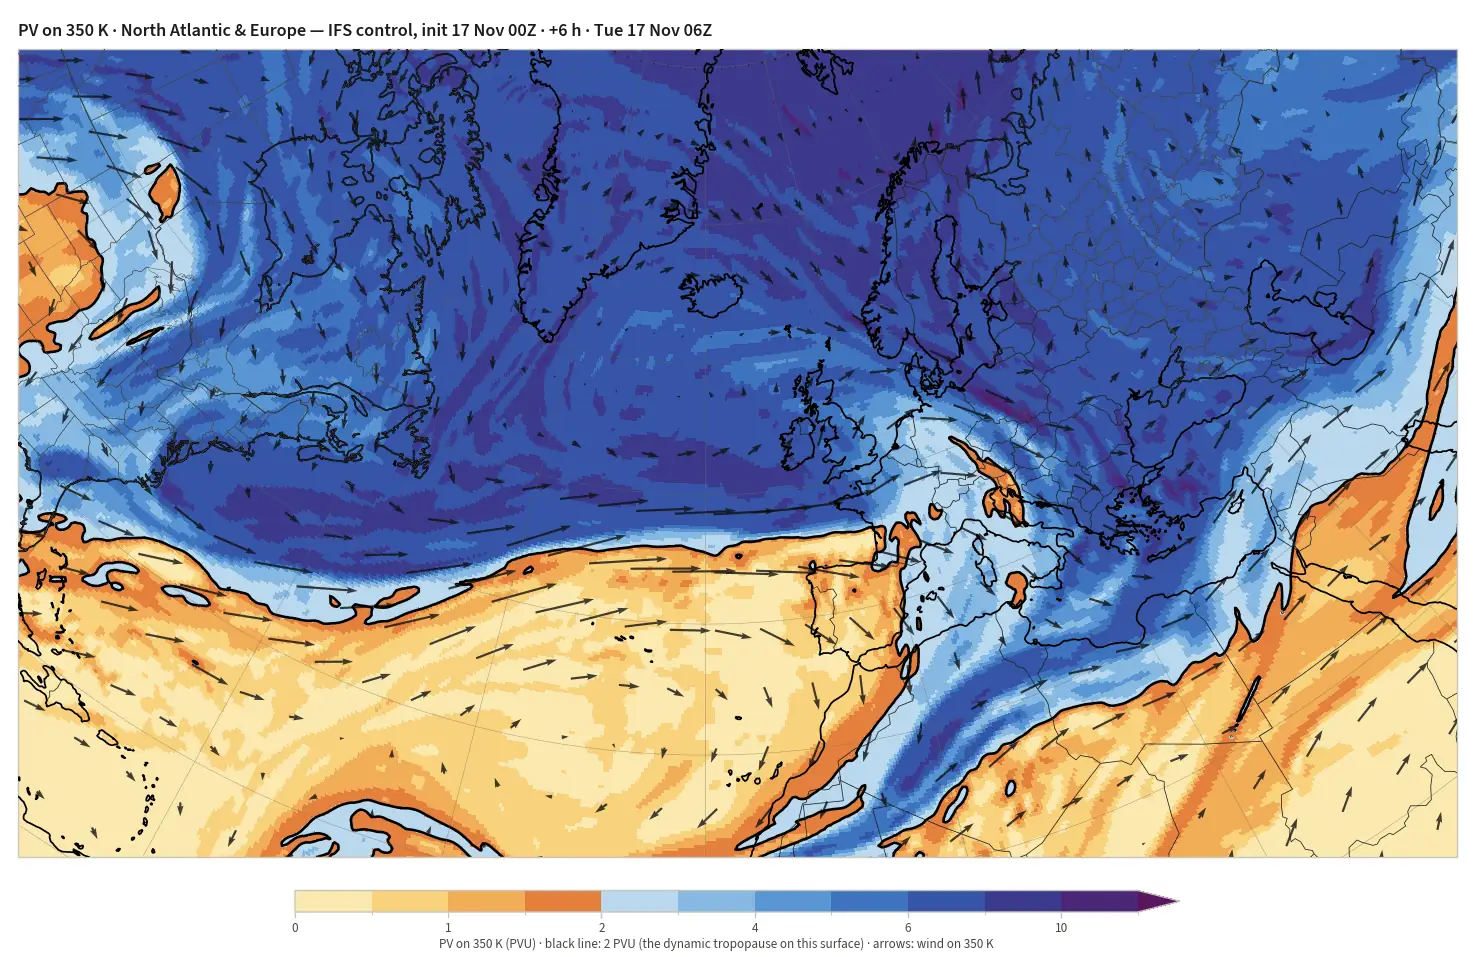 PV on 350 K · North Atlantic & Europe — IFS control, init 17 Nov 00Z · +6 h · Tue 17 Nov 06Z
0 1 2 4 6 10
PV on 350 K (PVU) · black line: 2 PVU (the dynamic tropopause on this surface) · arrows: wind on 350 K